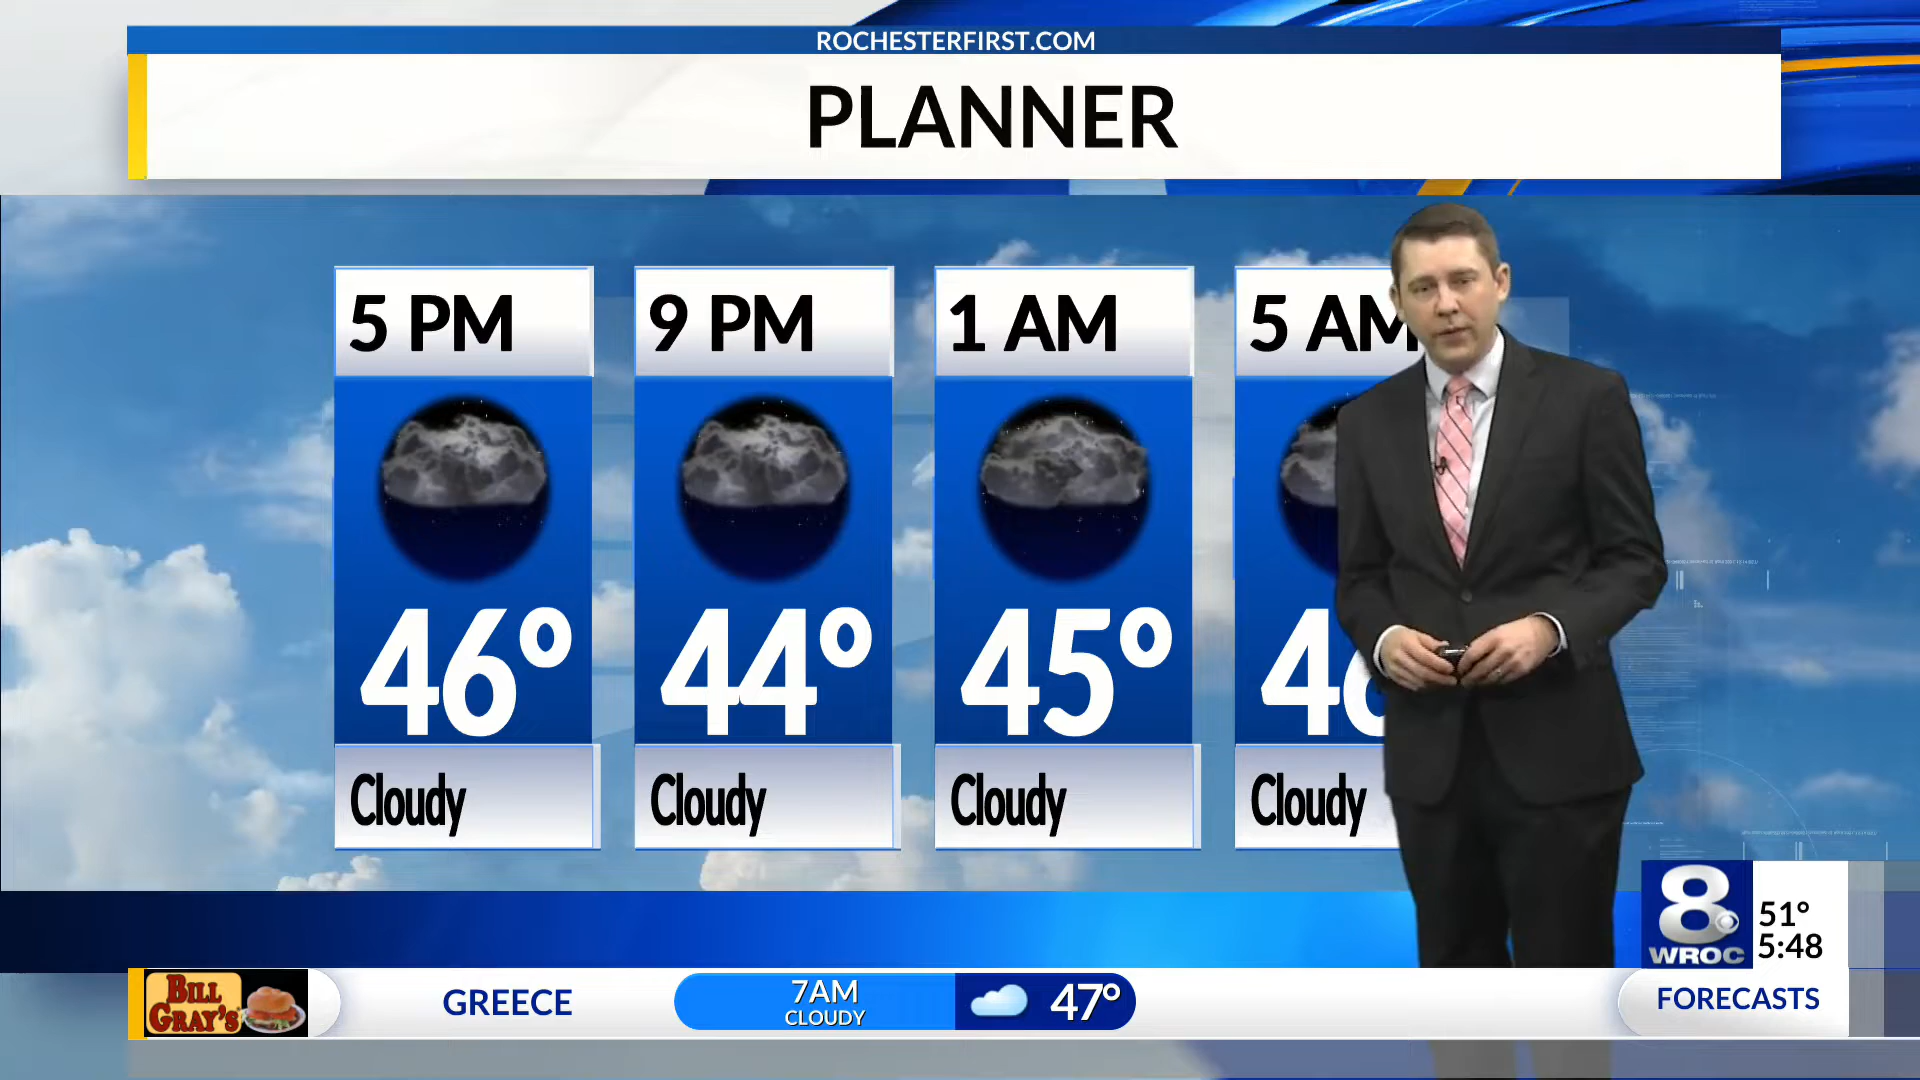 ROCHESTERFIRST.COM
PLANNER
5 PM
9 PM
1 AM
5 AM
46°
44°
45°
Cloudy
Cloudy
Cloudy
Cloudy
8
WROC
51°
5:48
BILL
GRAY'S
GREECE
7AM
CLOUDY
47°
FORECASTS